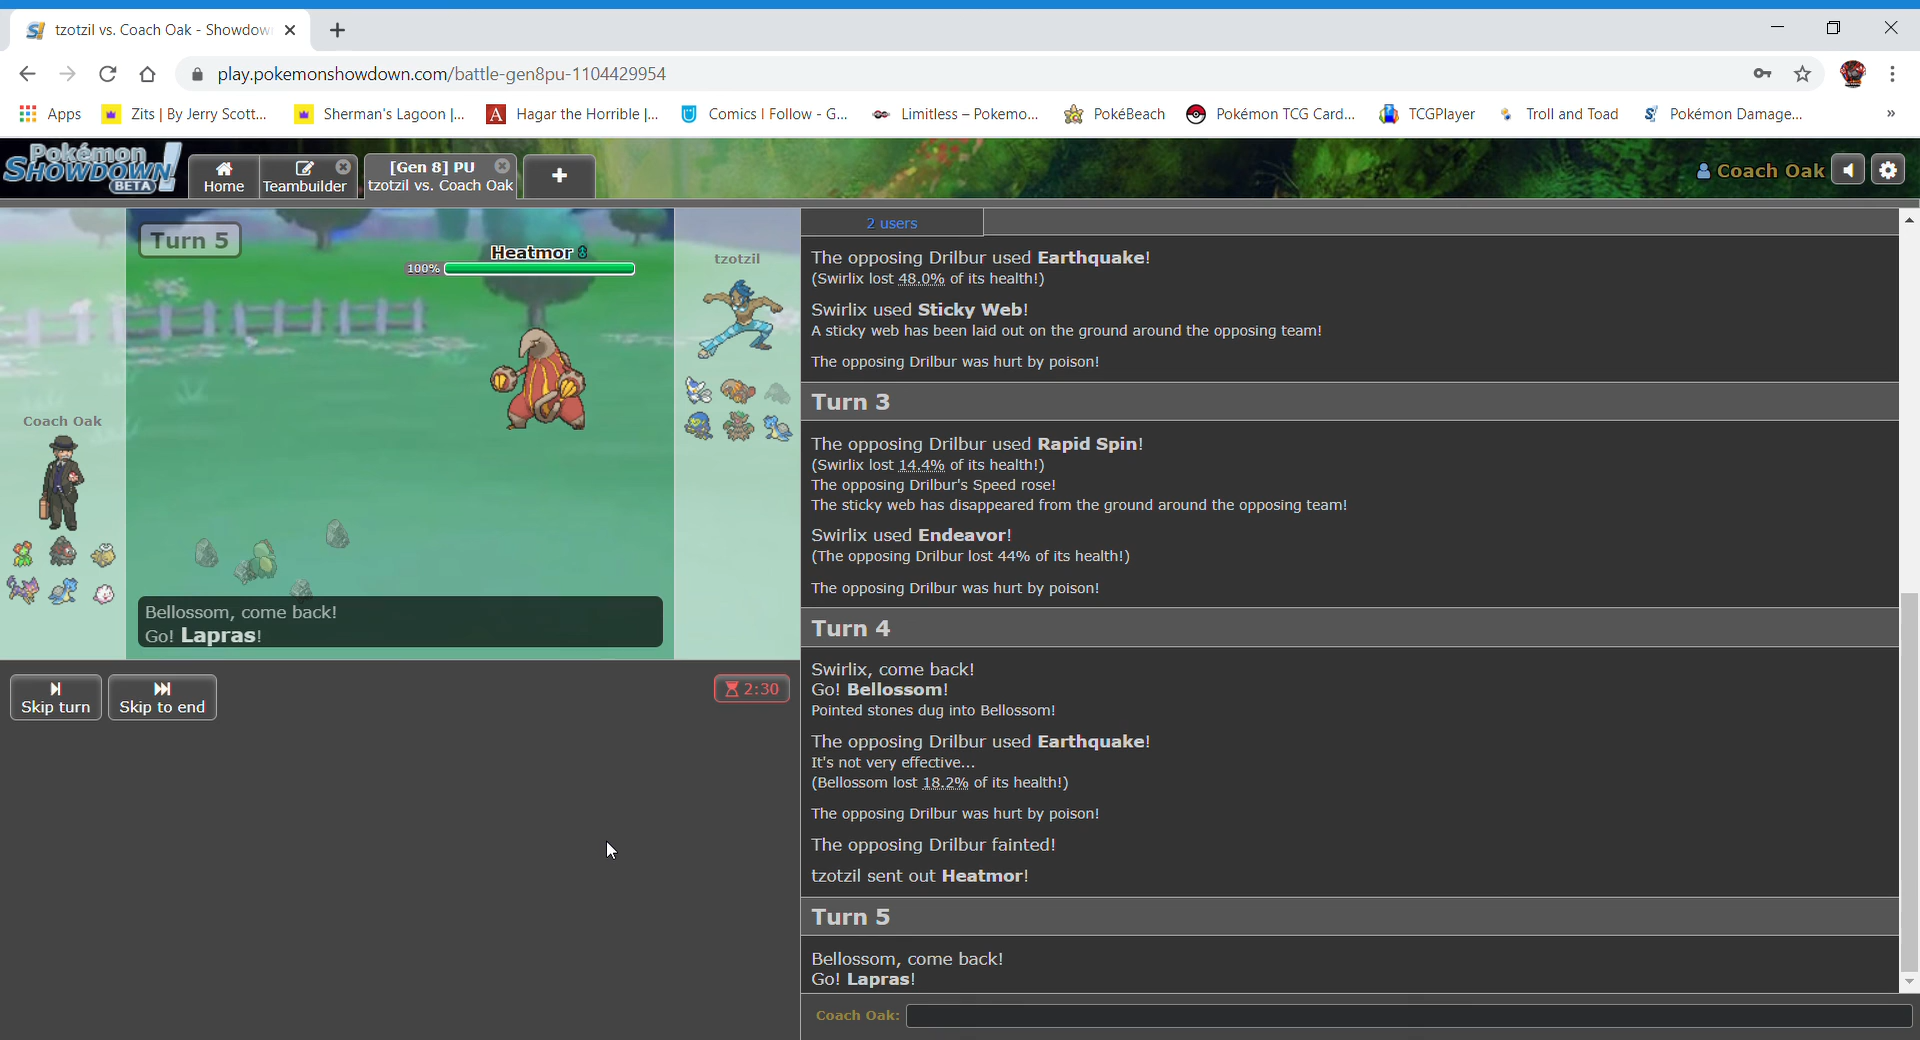 tzotzil vs. Coach Oak - Showdow
play.pokemonshowdown.com/battle-gen8pu-1104429954
Apps
Zits | By Jerry Scott...
Sherman's Lagoon |...
Hagar the Horrible |...
Comics I Follow - G...
Limitless – Pokemo...
PokéBeach
Pokémon TCG Card...
TCGPlayer
Troll and Toad
Pokémon Damage...
»
Pokémon
SHOWDOWN!
BETA
Home
Teambuilder
[Gen 8] PU
tzotzil vs. Coach Oak
Coach Oak
Turn 5
Heatmor
100%
tzotzil
Coach Oak
Bellossom, come back!
Go! Lapras!
Skip turn
Skip to end
2:30
2 users
The opposing Drilbur used Earthquake!
(Swirlix lost 48.0% of its health!)
Swirlix used Sticky Web!
A sticky web has been laid out on the ground around the opposing team!
The opposing Drilbur was hurt by poison!
Turn 3
The opposing Drilbur used Rapid Spin!
(Swirlix lost 14.4% of its health!)
The opposing Drilbur's Speed rose!
The sticky web has disappeared from the ground around the opposing team!
Swirlix used Endeavor!
(The opposing Drilbur lost 44% of its health!)
The opposing Drilbur was hurt by poison!
Turn 4
Swirlix, come back!
Go! Bellossom!
Pointed stones dug into Bellossom!
The opposing Drilbur used Earthquake!
It's not very effective...
(Bellossom lost 18.2% of its health!)
The opposing Drilbur was hurt by poison!
The opposing Drilbur fainted!
tzotzil sent out Heatmor!
Turn 5
Bellossom, come back!
Go! Lapras!
Coach Oak: